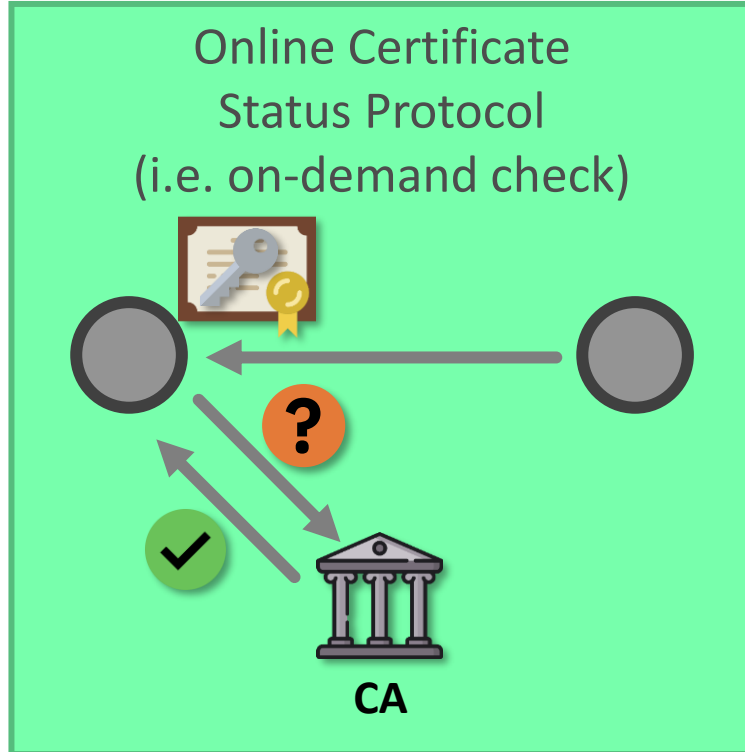 Online Certificate
Status Protocol
(i.e. on-demand check)
?
CA